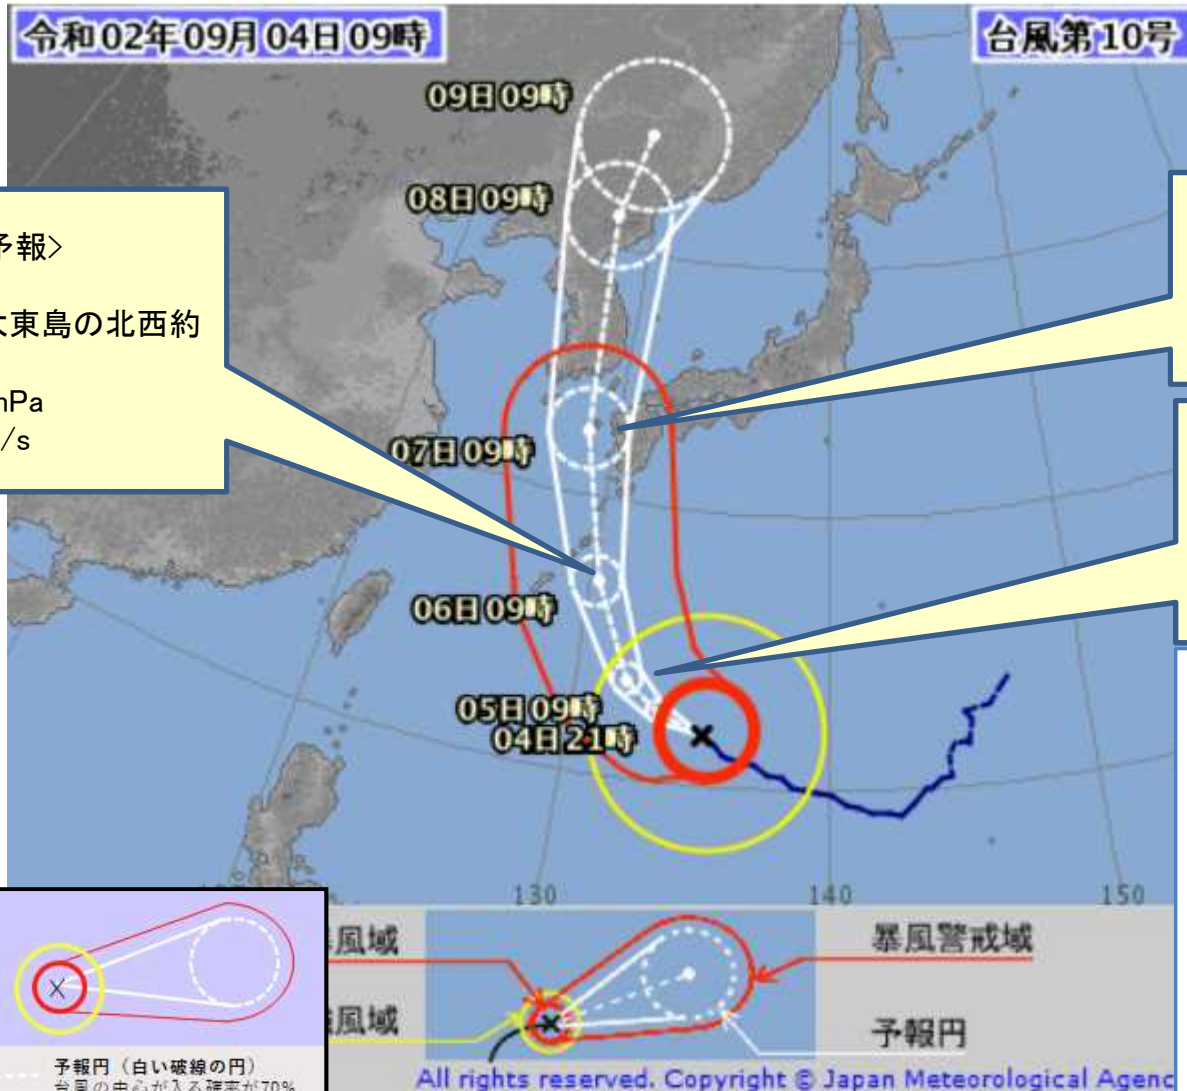 令和02年09月04日09時
台風第10号
09日09時
08日09時
予報>
大東島の北西約
hPa
/s
07日09時
06日09時
05日09時
04日21時
130
140
150
風域
暴風警戒域
風域
予報円
予報円（白い破線の円）
台風の中心が入る確率が70%
All rights reserved. Copyright © Japan Meteorological Agenc